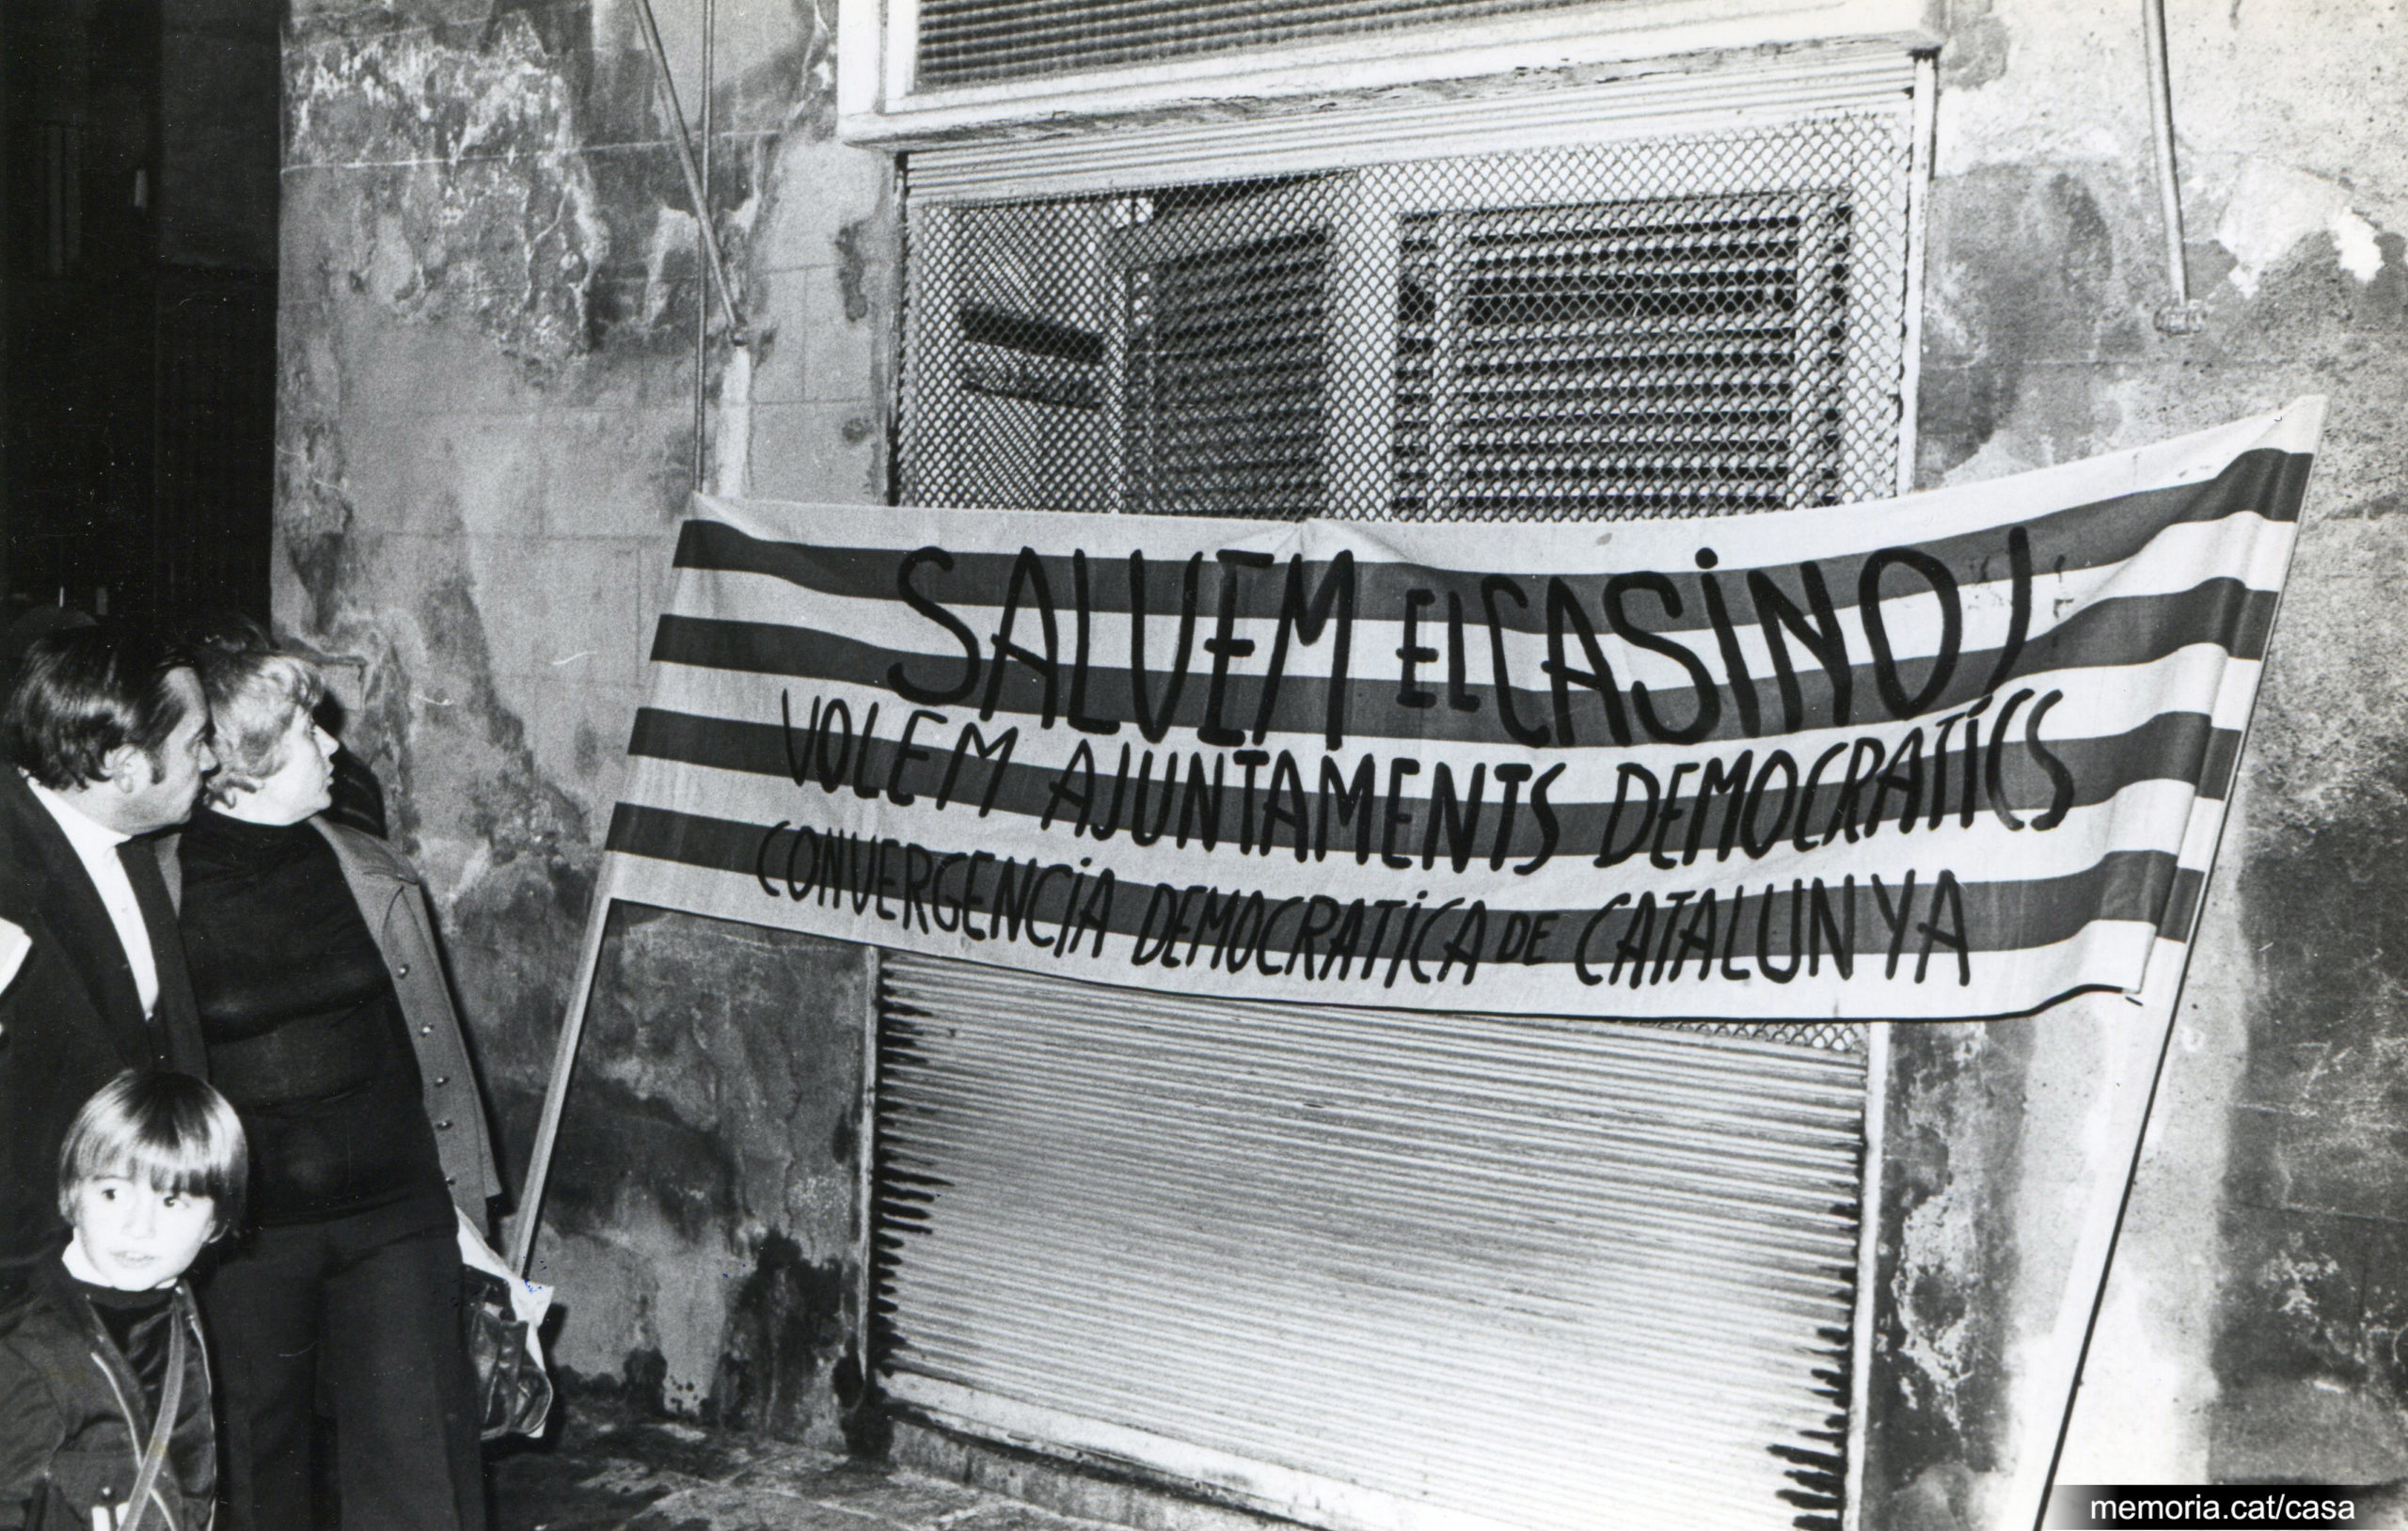 SALVEM EL CASINO!
VOLEM AJUNTAMENTS DEMOCRATICS
CONVERGENCIA DEMOCRATICA DE CATALUNYA
memoria.cat/casa